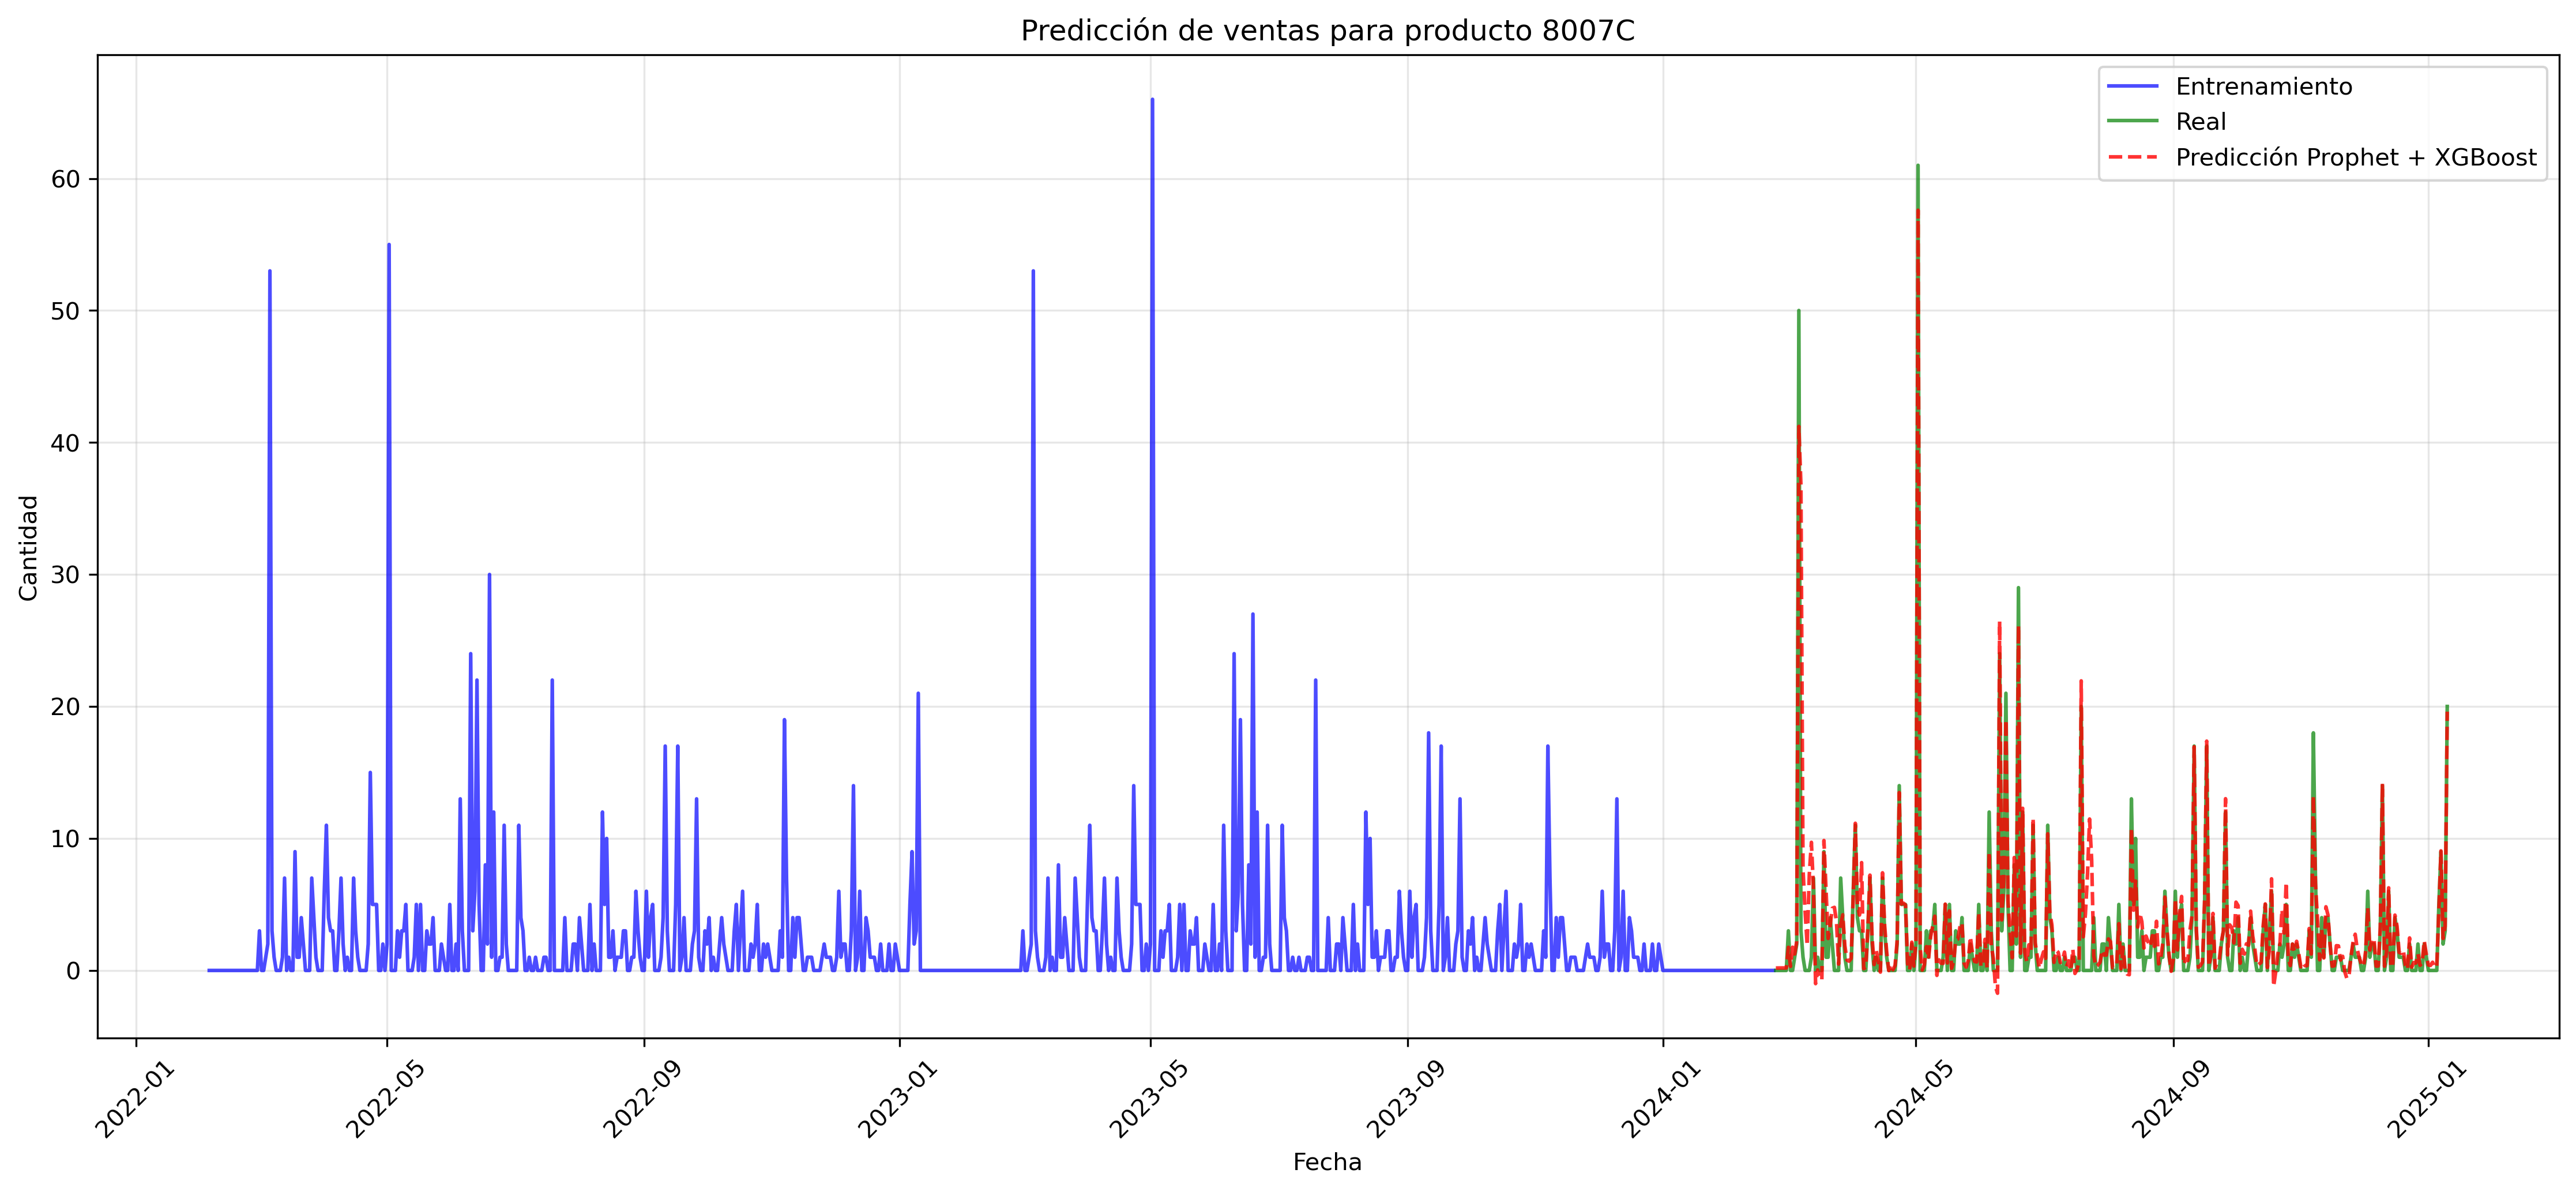 Predicción de ventas para producto 8007C
Entrenamiento
Real
Predicción Prophet + XGBoost
Cantidad
60
50
40
30
20
10
0
2022-01
2022-05
2022-09
2023-01
2023-05
2023-09
2024-01
2024-05
2024-09
2025-01
Fecha